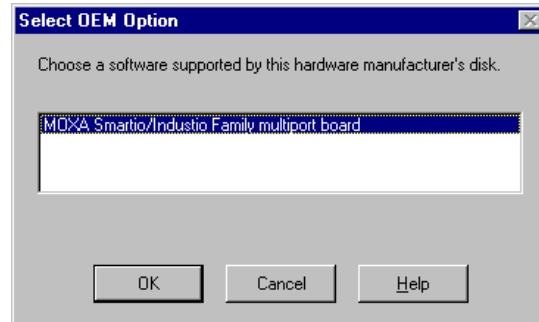 Select OEM Option
Choose a software supported by this hardware manufacturer's disk.
MOXA Smartio/Industio Family multiport board
OK
Cancel
Help